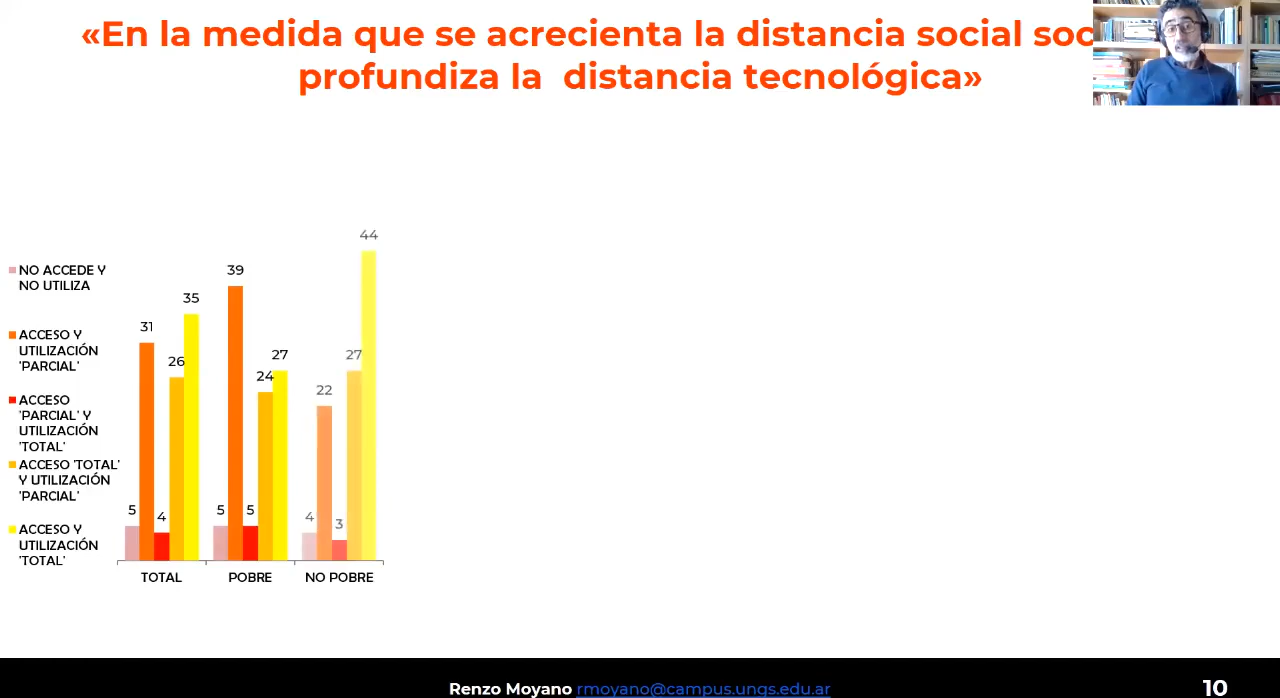 «En la medida que se acrecienta la distancia social
profundiza la distancia tecnológica»
NO ACCEDE Y
NO UTILIZA
ACCESO Y
UTILIZACIÓN
'PARCIAL'
ACCESO
'PARCIAL' Y
UTILIZACIÓN
'TOTAL'
ACCESO 'TOTAL'
Y UTILIZACIÓN
'PARCIAL'
ACCESO Y
UTILIZACIÓN
'TOTAL'
5
31
4
26
35
5
39
5
24
27
4
22
3
27
44
TOTAL
POBRE
NO POBRE
Renzo Moyano rmoyano@campus.ungs.edu.ar
10